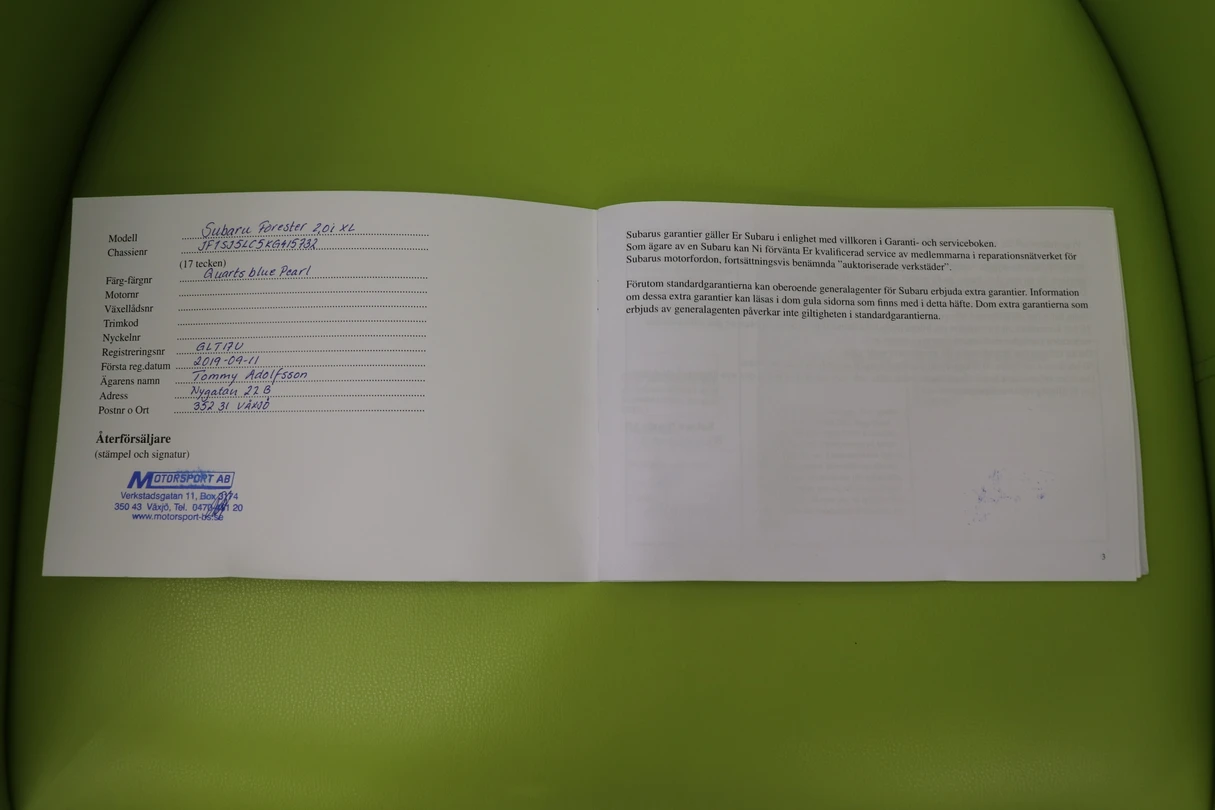 Modell Subaru Forester 2,0i XL
Chassienr JF1SJ5LC5KG415732
(17 tecken)
Färg-färgnr Quarts blue Pearl
Motornr
Växellådsnr
Trimkod
Nyckelnr
Registreringsnr GLT17U
Första reg.datum 2019-09-11
Ägarens namn Tommy Adolfsson
Adress Nygatan 22 B
Postnr o Ort 352 31 VÄXJÖ
Återförsäljare
(stämpel och signatur)
MOTORSPORT AB
Verkstadsgatan 11, Box
350 43 Växjö, Tel. 20
www.motorsport-
Subarus garantier gäller Er Subaru i enlighet med villkoren i Garanti- och serviceboken.
Som ägare av en Subaru kan Ni förvänta Er kvalificerad service av medlemmarna i reparationsnätverket för
Subarus motorfordon, fortsättningsvis benämnda "auktoriserade verkstäder".
Förutom standardgarantierna kan oberoende generalagenter för Subaru erbjuda extra garantier. Information
om dessa extra garantier kan läsas i dom gula sidorna som finns med i detta häfte. Dom extra garantierna som
erbjuds av generalagenten påverkar inte giltigheten i standardgarantierna.
3